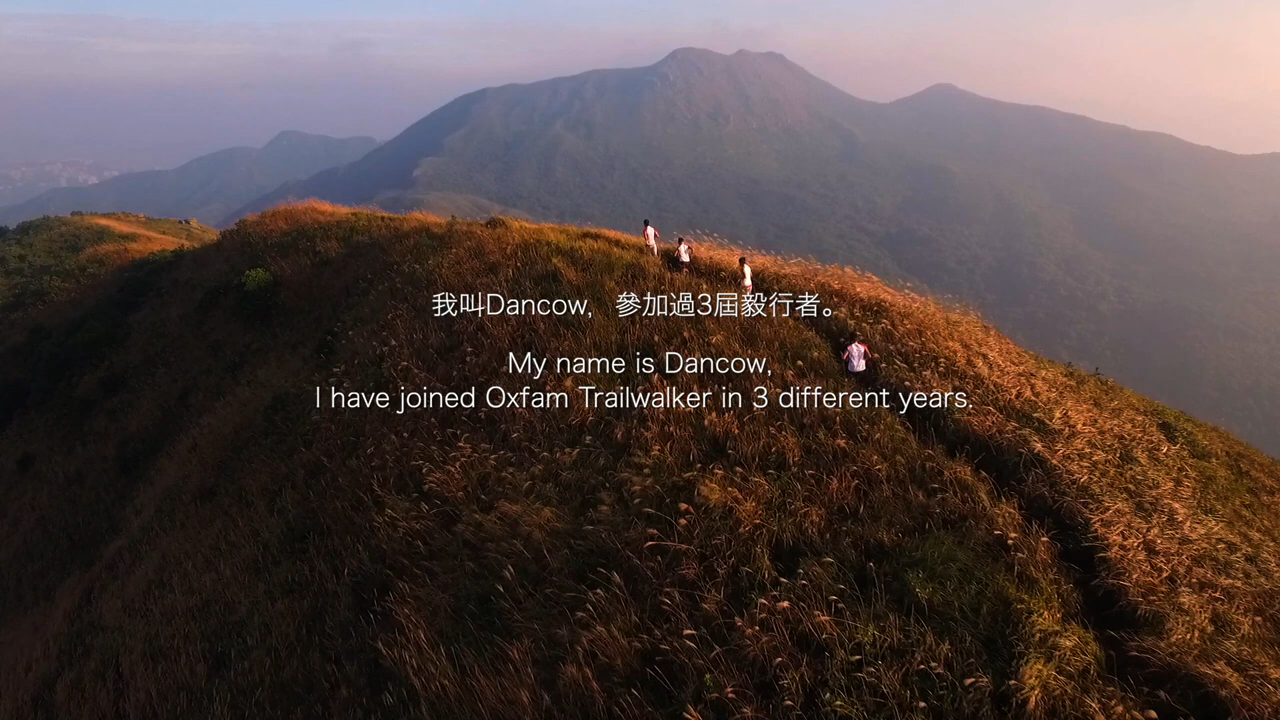 我叫Dancow, 參加過3屆毅行者。
My name is Dancow,
I have joined Oxfam Trailwalker in 3 different years.